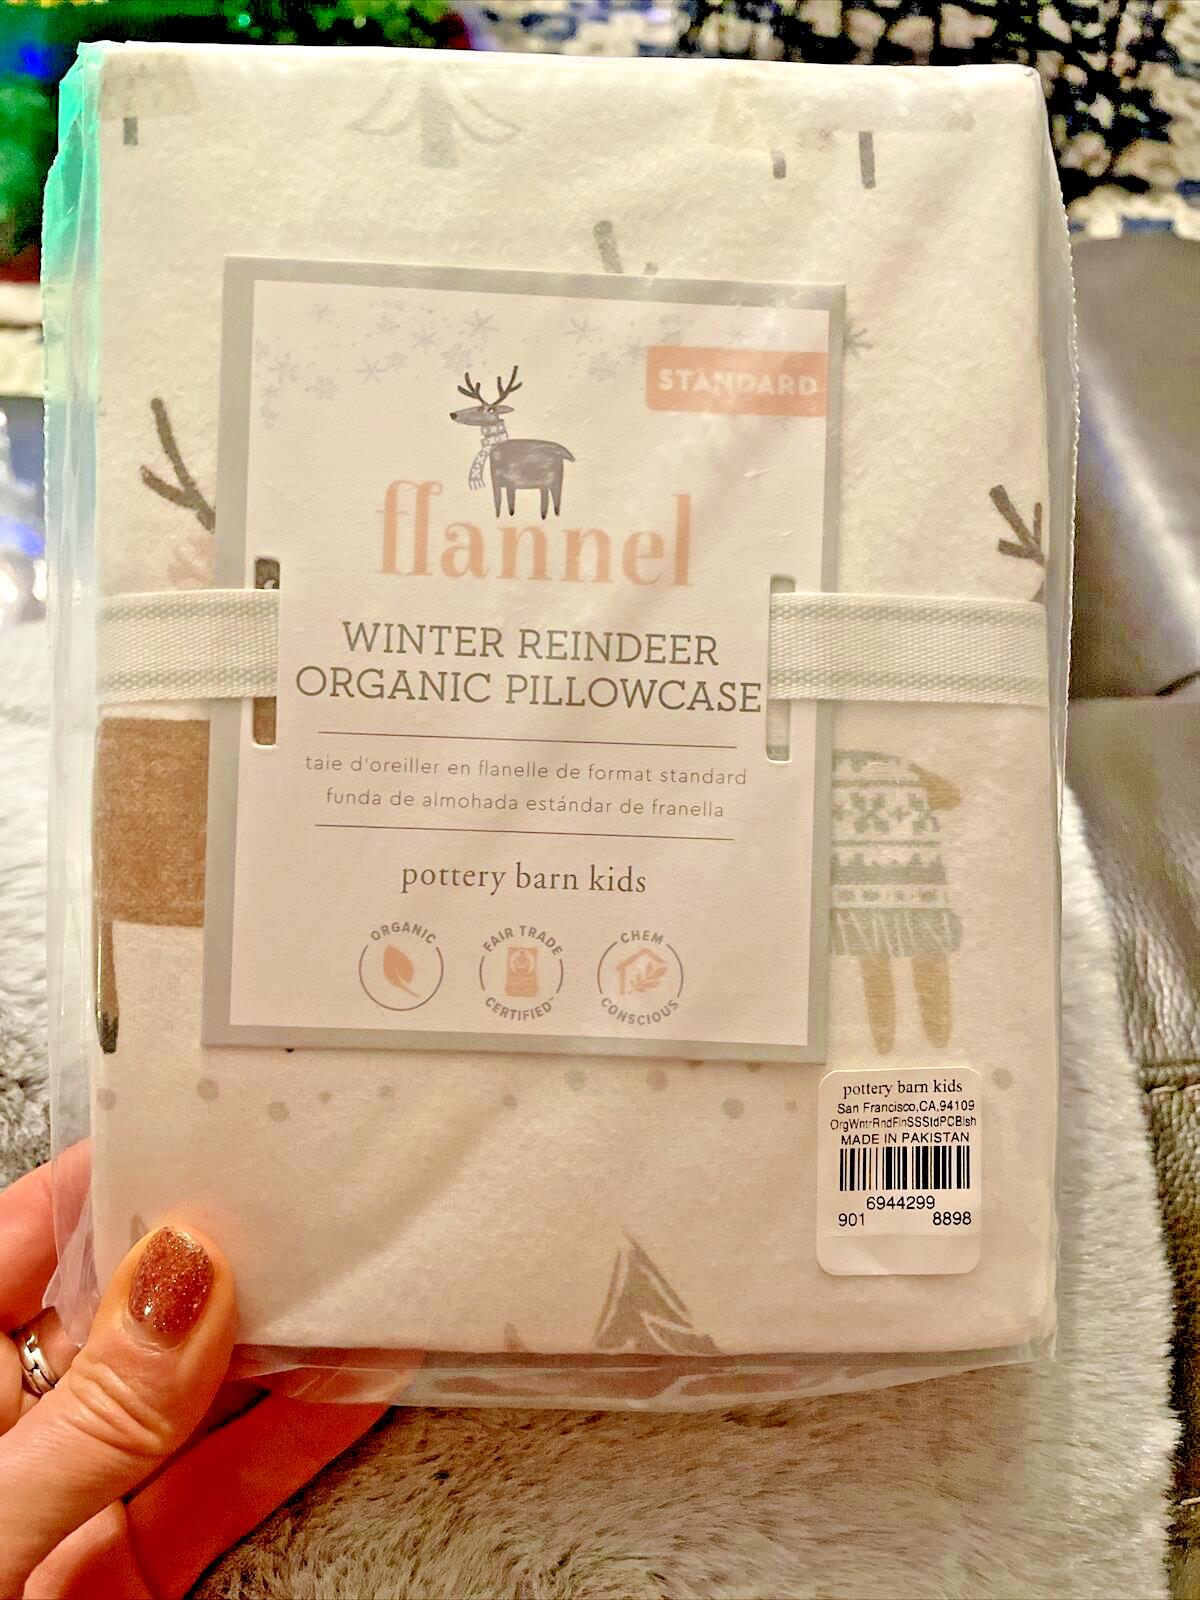 STANDARD
flannel
WINTER REINDEER
ORGANIC PILLOWCASE
taie d'oreiller en flanelle de format standard
funda de almohada estándar de franella
pottery barn kids
ORGANIC
FAIR TRADE
CERTIFIED™
CHEM
CONSCIOUS
pottery barn kids
San Francisco,CA,94109
OrgWntrRndFlnSSStdPCBlsh
MADE IN PAKISTAN
6944299
901 8898